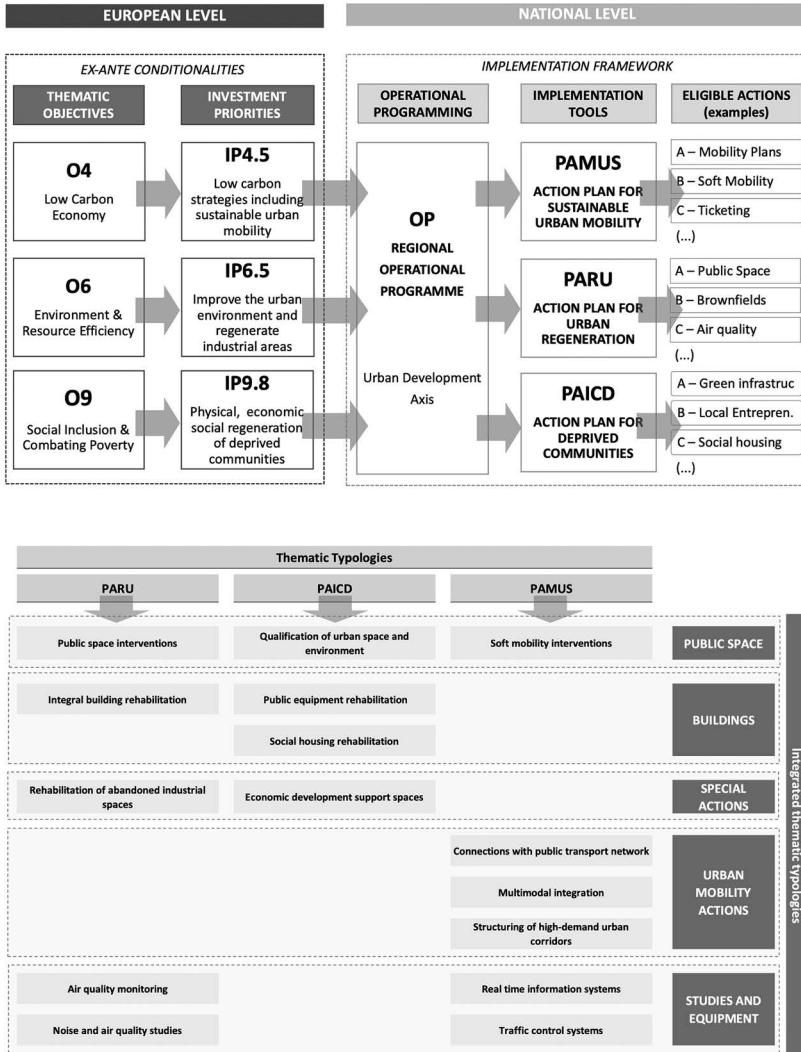 EUROPEAN LEVEL
NATIONAL LEVEL
EX-ANTE CONDITIONALITIES
IMPLEMENTATION FRAMEWORK
THEMATIC
OBJECTIVES
INVESTMENT
PRIORITIES
OPERATIONAL
PROGRAMMING
IMPLEMENTATION
TOOLS
ELIGIBLE ACTIONS
(examples)
O4
Low Carbon
Economy
IP4.5
Low carbon
strategies including
sustainable urban
mobility
O6
Environment &
Resource Efficiency
IP6.5
Improve the urban
environment and
regenerate
industrial areas
O9
Social Inclusion &
Combating Poverty
IP9.8
Physical, economic
social regeneration
of deprived
communities
OP
REGIONAL
OPERATIONAL
PROGRAMME
Urban Development
Axis
PAMUS
ACTION PLAN FOR
SUSTAINABLE
URBAN MOBILITY
A – Mobility Plans
B – Soft Mobility
C – Ticketing
(...)
PARU
ACTION PLAN FOR
URBAN
REGENERATION
A – Public Space
B – Brownfields
C – Air quality
(...)
PAICD
ACTION PLAN FOR
DEPRIVED
COMMUNITIES
A – Green infrastruc
B – Local Entrepren.
C – Social housing
(...)
Thematic Typologies
PARU
PAICD
PAMUS
Public space interventions
Qualification of urban space and
environment
Soft mobility interventions
PUBLIC SPACE
Integral building rehabilitation
Public equipment rehabilitation
Social housing rehabilitation
BUILDINGS
Rehabilitation of abandoned industrial
spaces
Economic development support spaces
SPECIAL
ACTIONS
Connections with public transport network
Multimodal integration
Structuring of high-demand urban
corridors
URBAN
MOBILITY
ACTIONS
Air quality monitoring
Real time information systems
Noise and air quality studies
Traffic control systems
STUDIES AND
EQUIPMENT
Integrated thematic typologies